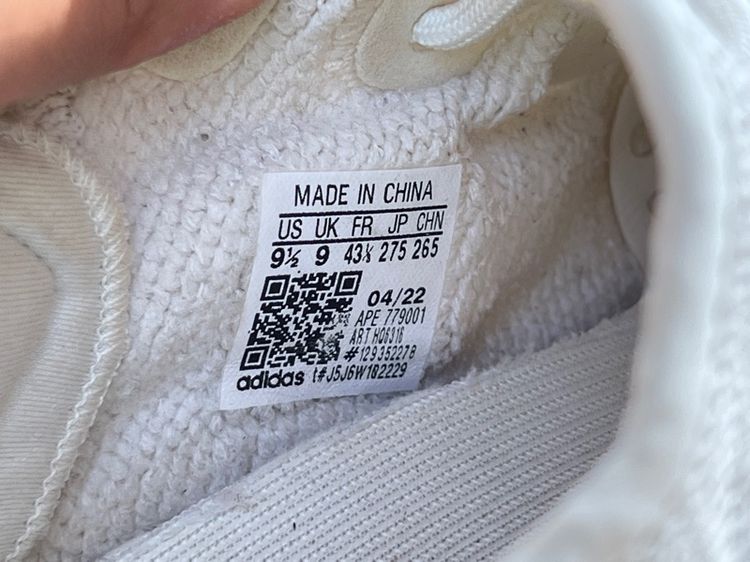 MADE IN CHINA
US UK FR JP CHN
9½ 9 43⅓ 275 265
04/22
APE 779001
ART HQ6316
#129352278
adidas t#J5J6W182229